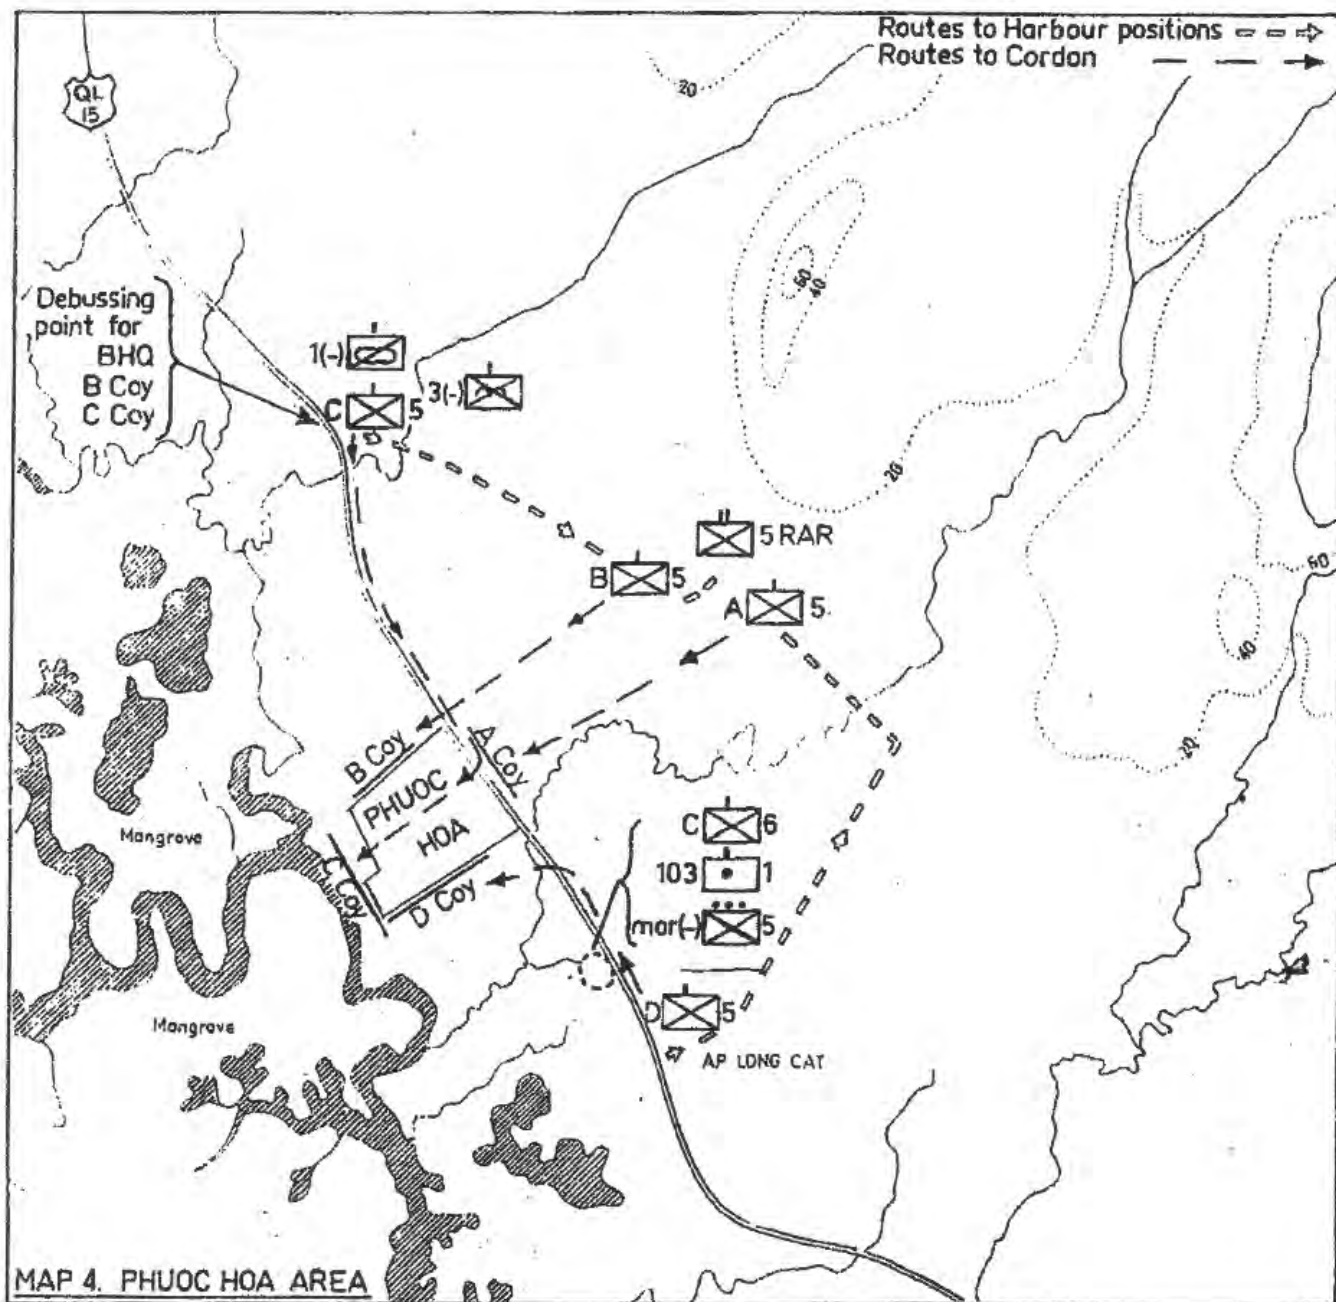 Routes to Harbour positions
Routes to Cordon
20
QL
15
60
40
Debussing
point for
BHQ
B Coy
C Coy
1(-)
3(-)
C 5
20
5 RAR
B 5
A 5
60
40
20
B Coy
A Coy
PHUOC
HOA
C Coy
D Coy
Mangrove
C 6
103 1
mor(-) 5
D 5
Mangrove
AP LONG CAT
MAP 4. PHUOC HOA AREA